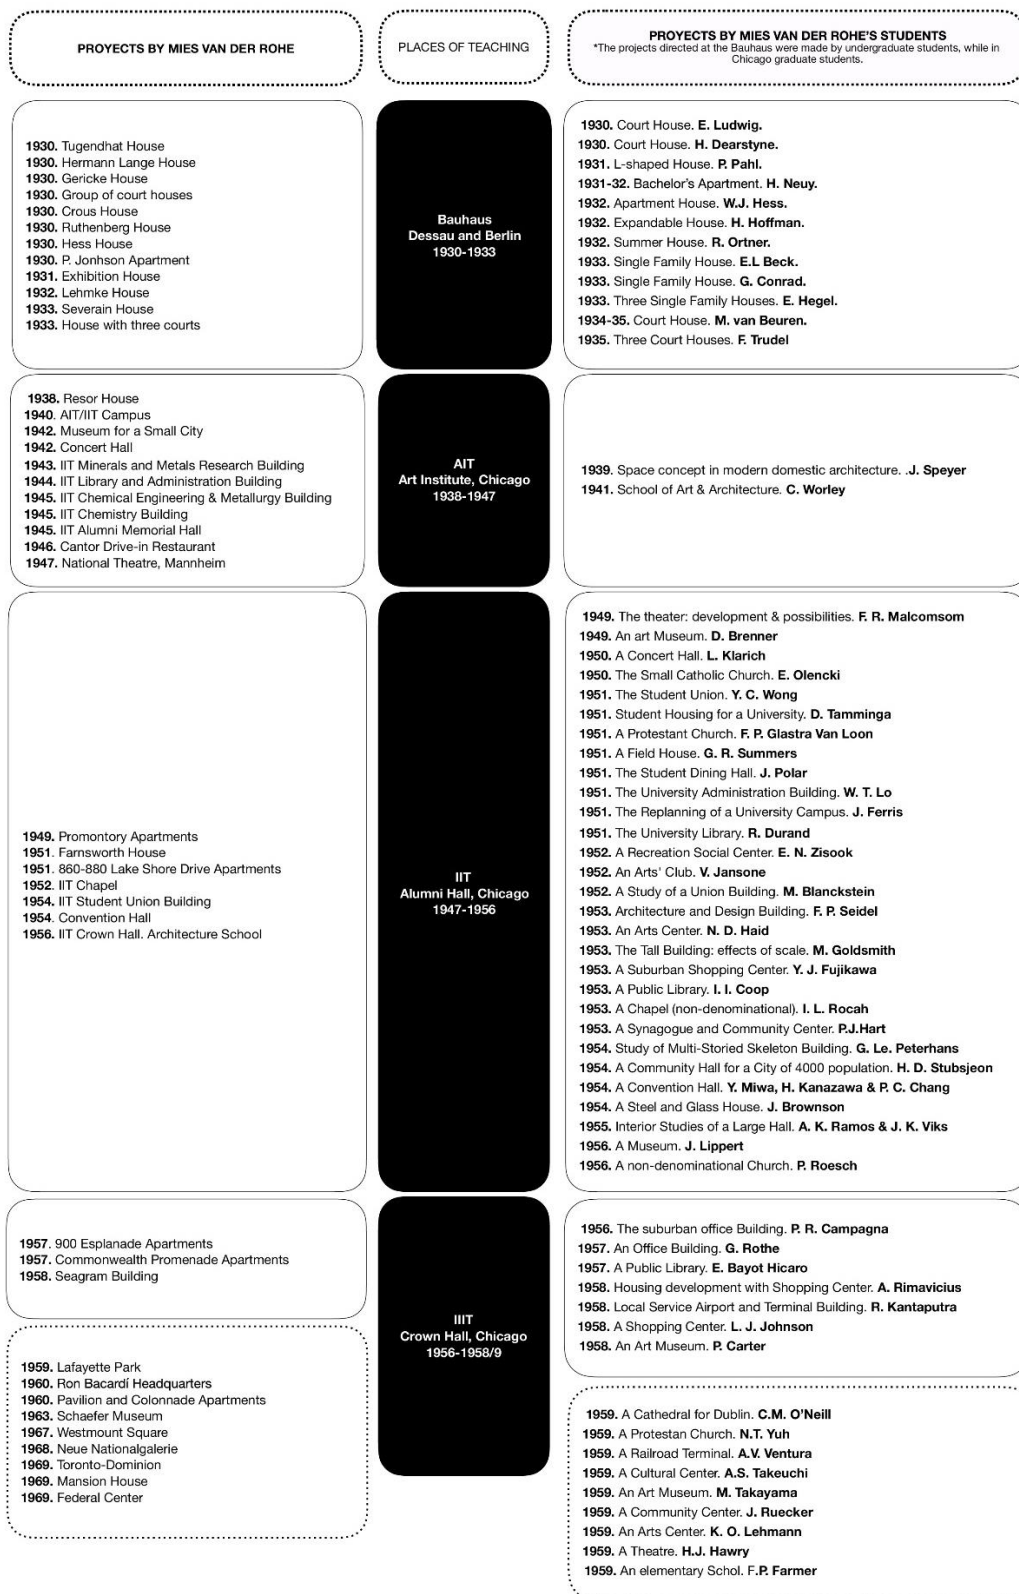 PROYECTS BY MIES VAN DER ROHE
PLACES OF TEACHING
PROYECTS BY MIES VAN DER ROHE'S STUDENTS
*The projects directed at the Bauhaus were made by undergraduate students, while in
Chicago graduate students.
1930. Tugendhat House
1930. Hermann Lange House
1930. Gericke House
1930. Group of court houses
1930. Crous House
1930. Ruthenberg House
1930. Hess House
1930. P. Jonhson Apartment
1931. Exhibition House
1932. Lehmke House
1933. Severain House
1933. House with three courts
Bauhaus
Dessau and Berlin
1930-1933
1930. Court House. E. Ludwig.
1930. Court House. H. Dearstyne.
1931. L-shaped House. P. Pahl.
1931-32. Bachelor's Apartment. H. Neuy.
1932. Apartment House. W.J. Hess.
1932. Expandable House. H. Hoffman.
1932. Summer House. R. Ortner.
1933. Single Family House. E.L Beck.
1933. Single Family House. G. Conrad.
1933. Three Single Family Houses. E. Hegel.
1934-35. Court House. M. van Beuren.
1935. Three Court Houses. F. Trudel
1938. Resor House
1940. AIT/IIT Campus
1942. Museum for a Small City
1942. Concert Hall
1943. IIT Minerals and Metals Research Building
1944. IIT Library and Administration Building
1945. IIT Chemical Engineering & Metallurgy Building
1945. IIT Chemistry Building
1945. IIT Alumni Memorial Hall
1946. Cantor Drive-in Restaurant
1947. National Theatre, Mannheim
AIT
Art Institute, Chicago
1938-1947
1939. Space concept in modern domestic architecture. .J. Speyer
1941. School of Art & Architecture. C. Worley
1949. Promontory Apartments
1951. Farnsworth House
1951. 860-880 Lake Shore Drive Apartments
1952. IIT Chapel
1954. IIT Student Union Building
1954. Convention Hall
1956. IIT Crown Hall. Architecture School
IIT
Alumni Hall, Chicago
1947-1956
1949. The theater: development & possibilities. F. R. Malcomsom
1949. An art Museum. D. Brenner
1950. A Concert Hall. L. Klarich
1950. The Small Catholic Church. E. Olencki
1951. The Student Union. Y. C. Wong
1951. Student Housing for a University. D. Tamminga
1951. A Protestant Church. F. P. Glastra Van Loon
1951. A Field House. G. R. Summers
1951. The Student Dining Hall. J. Polar
1951. The University Administration Building. W. T. Lo
1951. The Replanning of a University Campus. J. Ferris
1951. The University Library. R. Durand
1952. A Recreation Social Center. E. N. Zisook
1952. An Arts' Club. V. Jansone
1952. A Study of a Union Building. M. Blanckstein
1953. Architecture and Design Building. F. P. Seidel
1953. An Arts Center. N. D. Haid
1953. The Tall Building: effects of scale. M. Goldsmith
1953. A Suburban Shopping Center. Y. J. Fujikawa
1953. A Public Library. I. I. Coop
1953. A Chapel (non-denominational). I. L. Rocah
1953. A Synagogue and Community Center. P.J.Hart
1954. Study of Multi-Storied Skeleton Building. G. Le. Peterhans
1954. A Community Hall for a City of 4000 population. H. D. Stubsjeon
1954. A Convention Hall. Y. Miwa, H. Kanazawa & P. C. Chang
1954. A Steel and Glass House. J. Brownson
1955. Interior Studies of a Large Hall. A. K. Ramos & J. K. Viks
1956. A Museum. J. Lippert
1956. A non-denominational Church. P. Roesch
1957. 900 Esplanade Apartments
1957. Commonwealth Promenade Apartments
1958. Seagram Building
1959. Lafayette Park
1960. Ron Bacardí Headquarters
1960. Pavilion and Colonnade Apartments
1963. Schaefer Museum
1967. Westmount Square
1968. Neue Nationalgalerie
1969. Toronto-Dominion
1969. Mansion House
1969. Federal Center
IIIT
Crown Hall, Chicago
1956-1958/9
1956. The suburban office Building. P. R. Campagna
1957. An Office Building. G. Rothe
1957. A Public Library. E. Bayot Hicaro
1958. Housing development with Shopping Center. A. Rimavicius
1958. Local Service Airport and Terminal Building. R. Kantaputra
1958. A Shopping Center. L. J. Johnson
1958. An Art Museum. P. Carter
1959. A Cathedral for Dublin. C.M. O'Neill
1959. A Protestan Church. N.T. Yuh
1959. A Railroad Terminal. A.V. Ventura
1959. A Cultural Center. A.S. Takeuchi
1959. An Art Museum. M. Takayama
1959. A Community Center. J. Ruecker
1959. An Arts Center. K. O. Lehmann
1959. A Theatre. H.J. Hawry
1959. An elementary Schol. F.P. Farmer